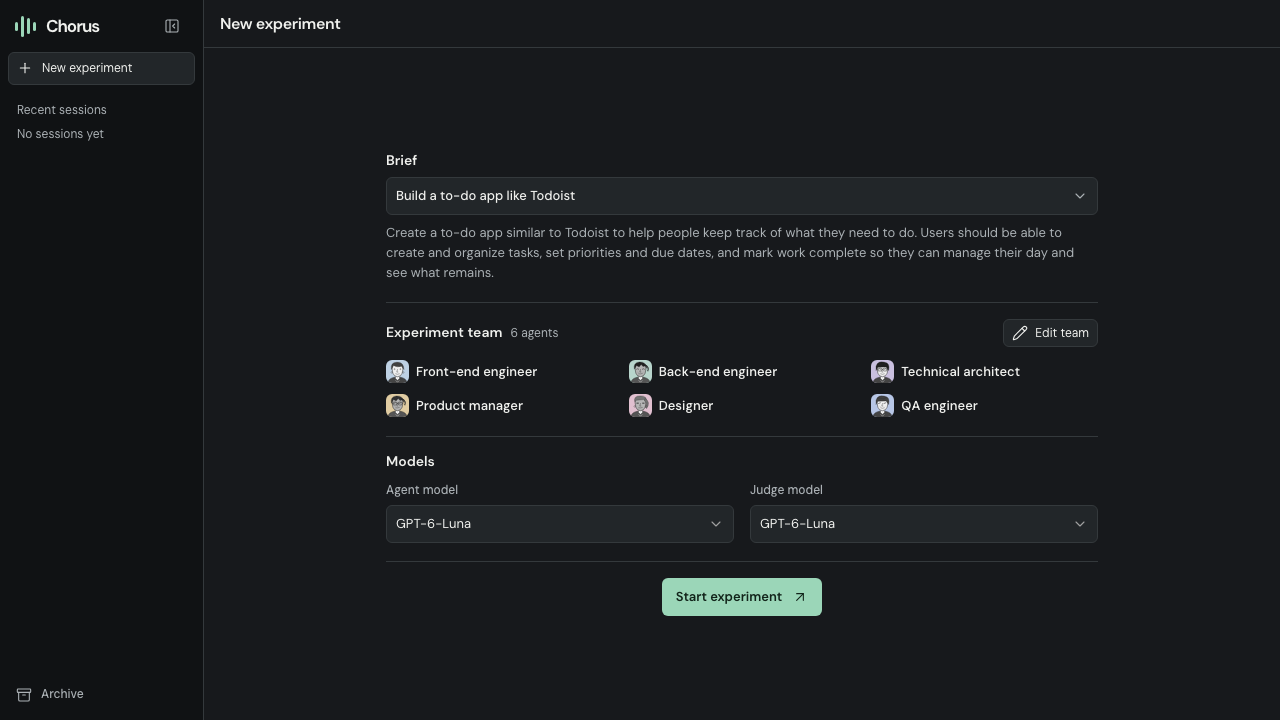 Chorus
New experiment
Recent sessions
No sessions yet
Archive
New experiment
Brief
Build a to-do app like Todoist
Create a to-do app similar to Todoist to help people keep track of what they need to do. Users should be able to
create and organize tasks, set priorities and due dates, and mark work complete so they can manage their day and
see what remains.
Experiment team 6 agents
Edit team
Front-end engineer
Back-end engineer
Technical architect
Product manager
Designer
QA engineer
Models
Agent model
Judge model
GPT-6-Luna
GPT-6-Luna
Start experiment